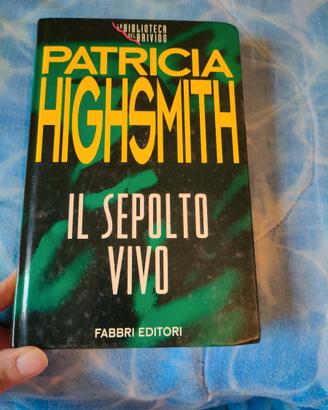 LA BIBLIOTECA
DEL BRIVIDO
PATRICIA
HIGHSMITH
IL SEPOLTO
VIVO
FABBRI EDITORI